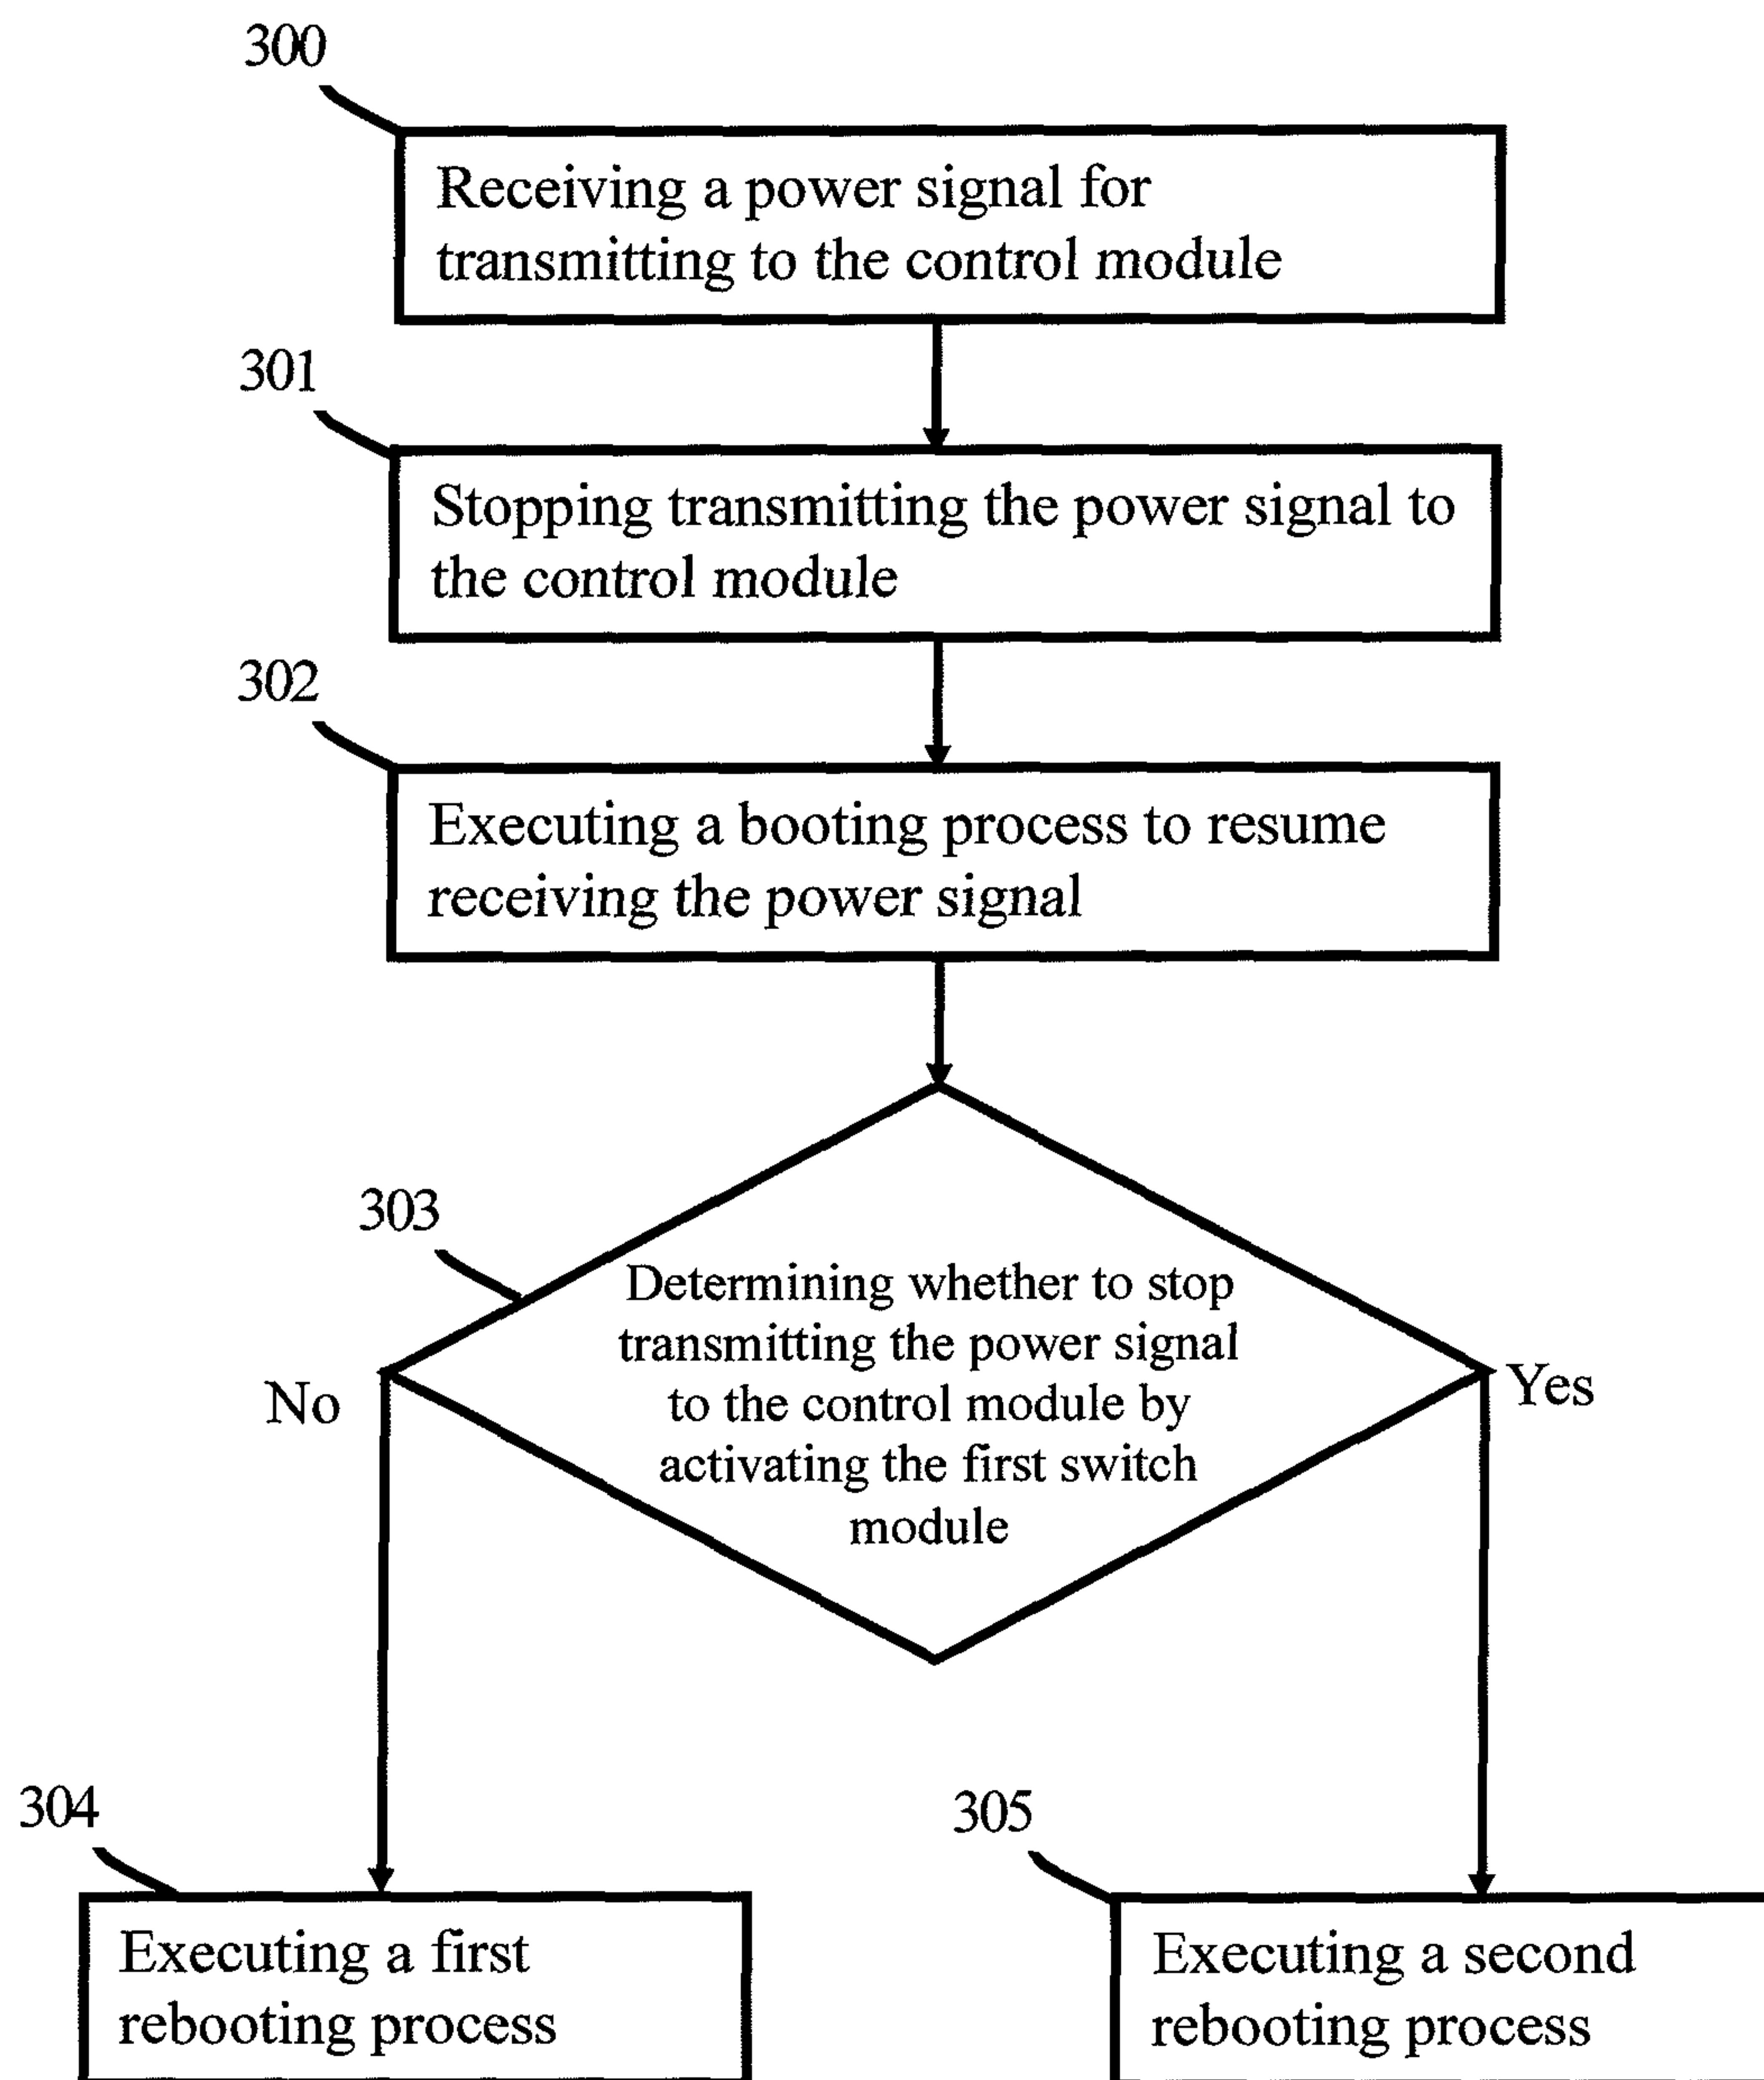 300
Receiving a power signal for
transmitting to the control module
301
Stopping transmitting the power signal to
the control module
302
Executing a booting process to resume
receiving the power signal
303
Determining whether to stop
transmitting the power signal
to the control module by
activating the first switch
module
No
Yes
304
Executing a first
rebooting process
305
Executing a second
rebooting process